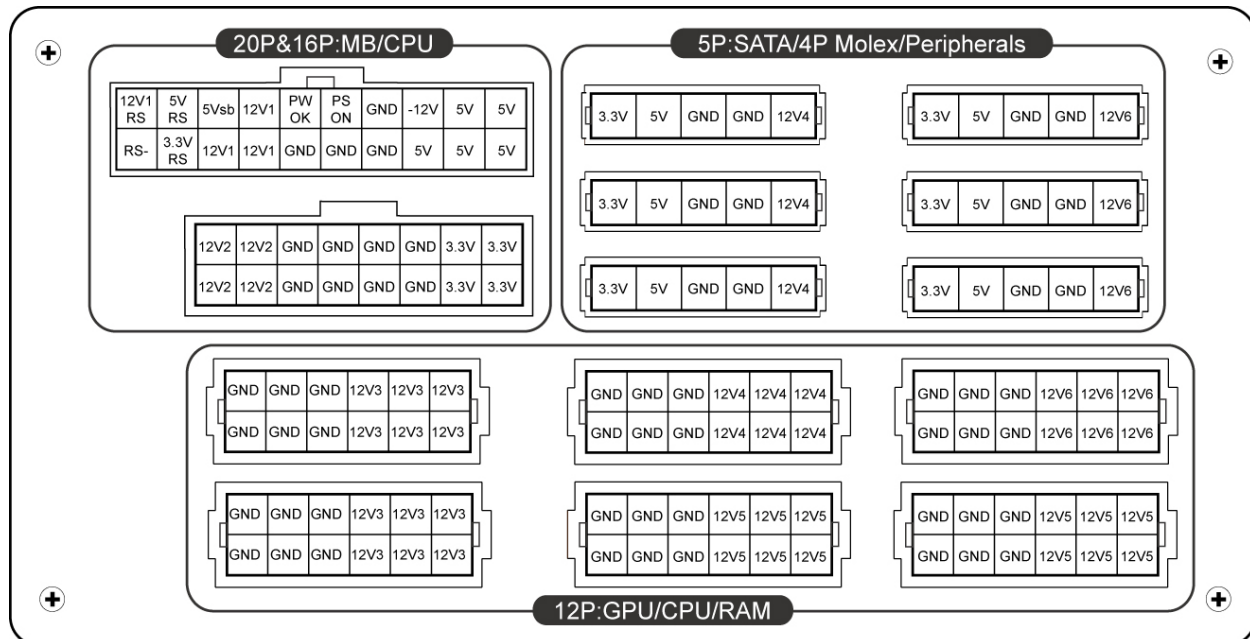 20P&16P:MB/CPU
12V1 RS 5V RS 5Vsb 12V1 PW OK PS ON GND -12V 5V 5V
RS- 3.3V RS 12V1 12V1 GND GND GND 5V 5V 5V
12V2 12V2 GND GND GND GND 3.3V 3.3V
12V2 12V2 GND GND GND GND 3.3V 3.3V
5P:SATA/4P Molex/Peripherals
3.3V 5V GND GND 12V4
3.3V 5V GND GND 12V6
3.3V 5V GND GND 12V4
3.3V 5V GND GND 12V6
3.3V 5V GND GND 12V4
3.3V 5V GND GND 12V6
GND GND GND 12V3 12V3 12V3
GND GND GND 12V3 12V3 12V3
GND GND GND 12V4 12V4 12V4
GND GND GND 12V4 12V4 12V4
GND GND GND 12V6 12V6 12V6
GND GND GND 12V6 12V6 12V6
GND GND GND 12V3 12V3 12V3
GND GND GND 12V3 12V3 12V3
GND GND GND 12V5 12V5 12V5
GND GND GND 12V5 12V5 12V5
GND GND GND 12V5 12V5 12V5
GND GND GND 12V5 12V5 12V5
12P:GPU/CPU/RAM